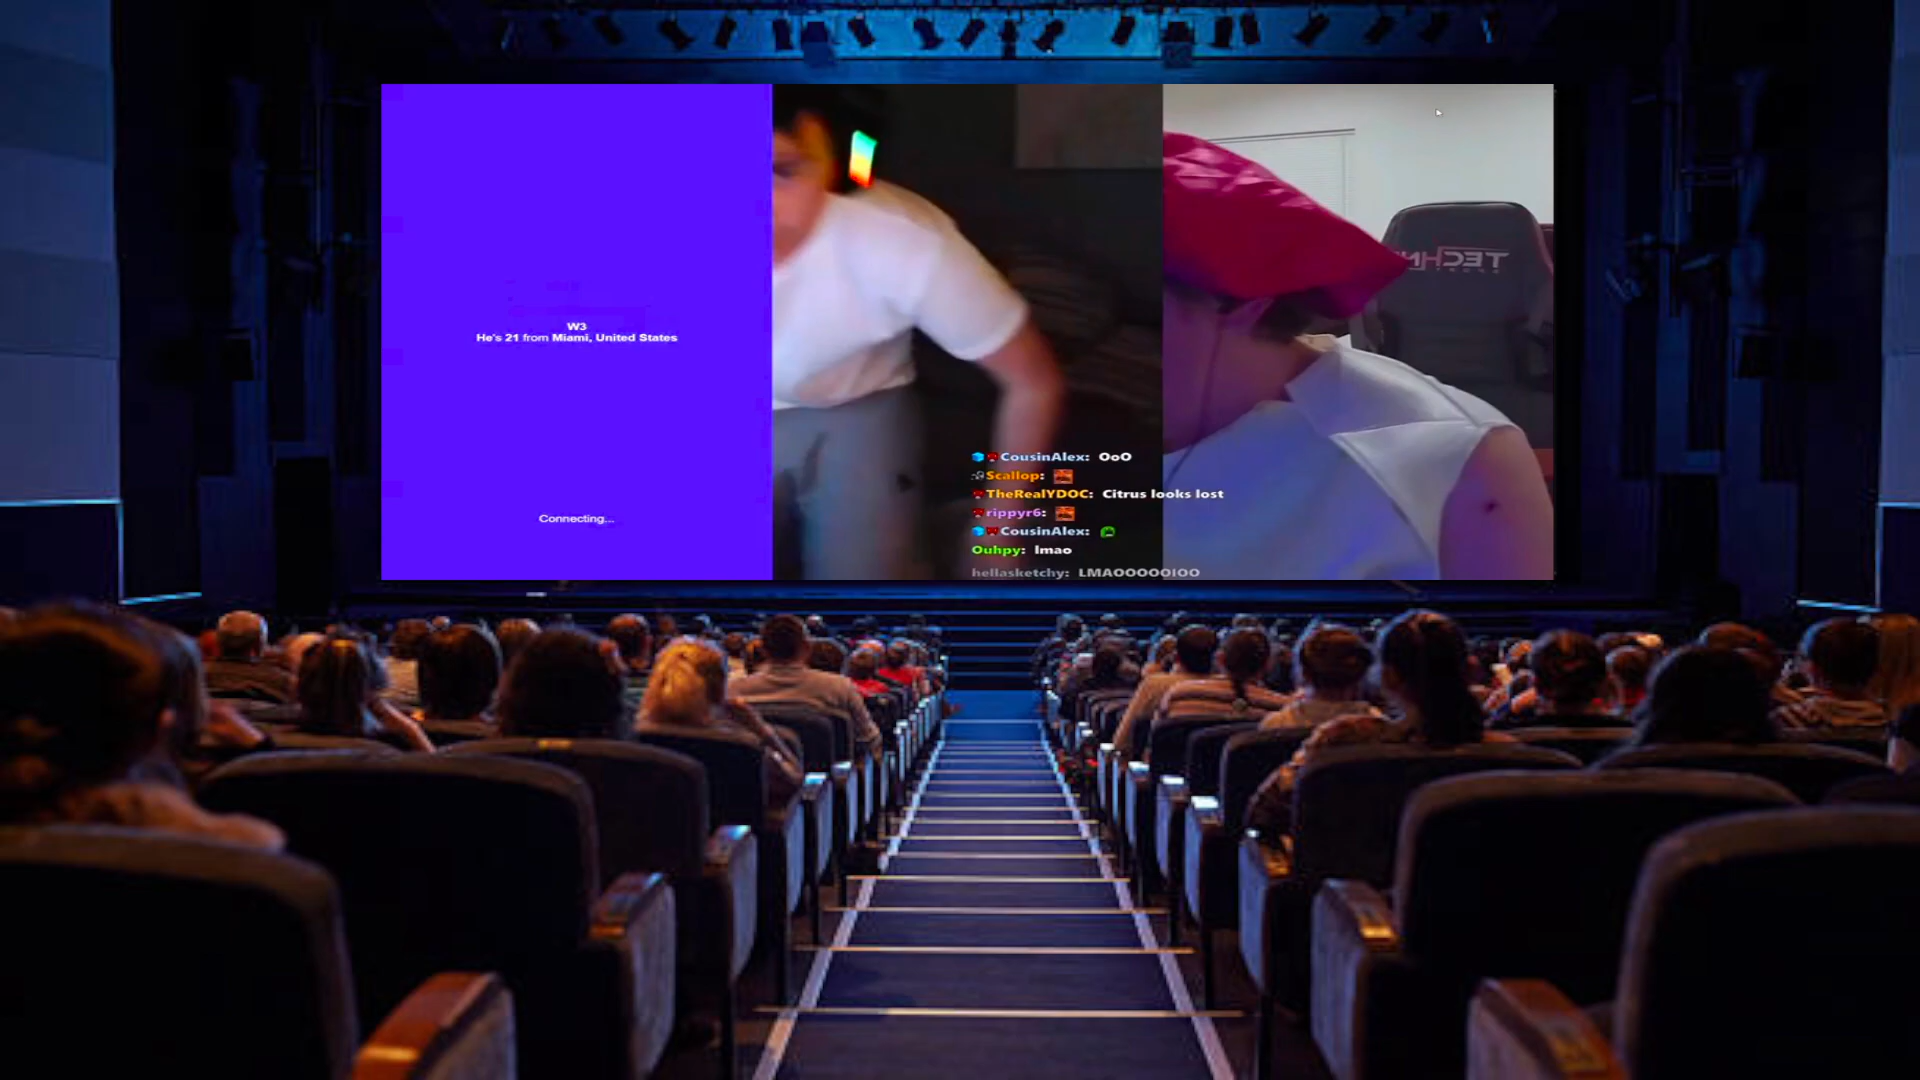 W3
He's 21 from Miami, United States
Connecting...
CousinAlex: OoO
Scallop:
TheRealYDOC: Citrus looks lost
rippyr6:
CousinAlex:
Ouhpy: lmao
hellasketchy: LMAOOOOOIOO
TECHNI